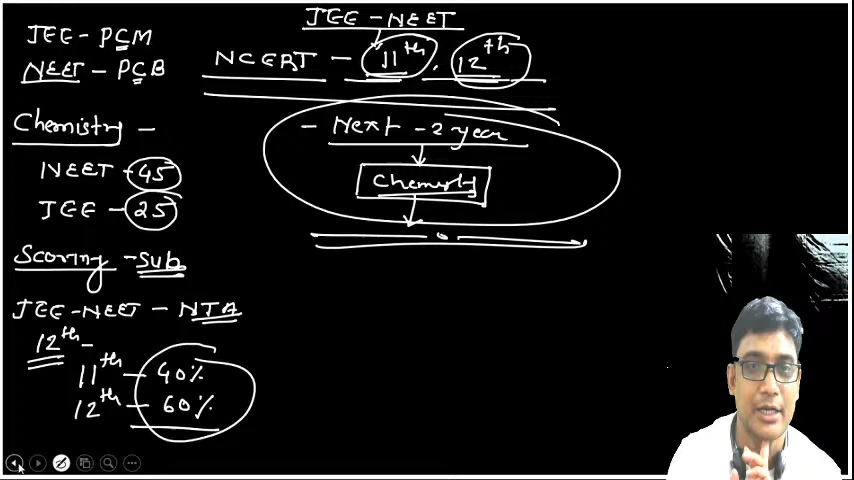 JEE - NEET
NCERT - 11th, 12th
- Next - 2 year
Chemistry
JEE - PCM
NEET - PCB
Chemistry -
NEET - 45
JEE - 25
Scoring - Sub
JEE - NEET - NTA
12th -
11th - 40%
12th - 60%